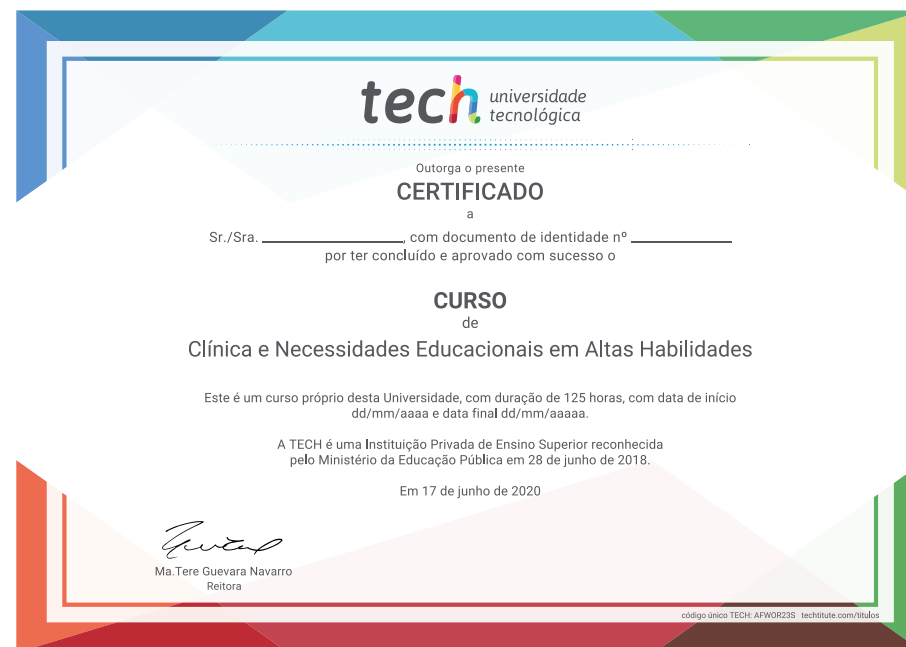 tech universidade
tecnológica
Outorga o presente
CERTIFICADO
a
Sr./Sra. ____________, com documento de identidade nº ____________
por ter concluído e aprovado com sucesso o
CURSO
de
Clínica e Necessidades Educacionais em Altas Habilidades
Este é um curso próprio desta Universidade, com duração de 125 horas, com data de início
dd/mm/aaaa e data final dd/mm/aaaaa.
A TECH é uma Instituição Privada de Ensino Superior reconhecida
pelo Ministério da Educação Pública em 28 de junho de 2018.
Em 17 de junho de 2020
Ma.Tere Guevara Navarro
Reitora
código único TECH: AFWOR23S techtitute.com/títulos